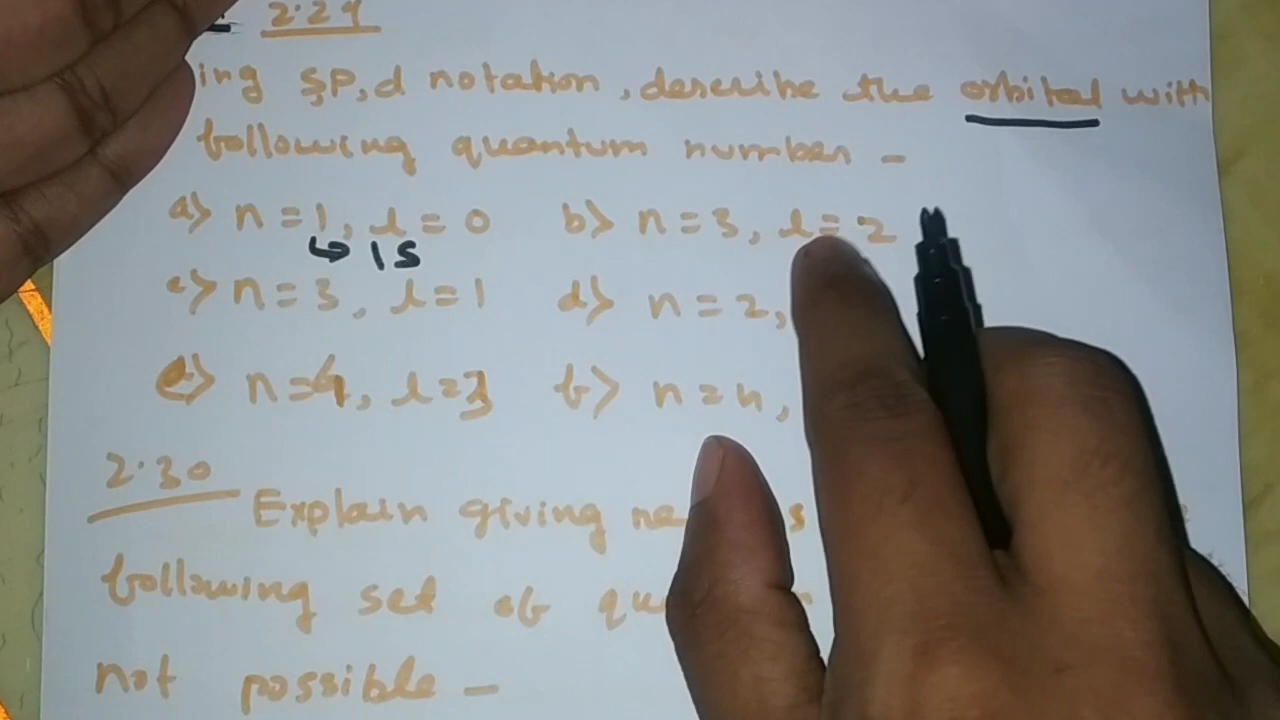 2.29
ing s,p,d notation, describe the orbital with
following quantum number -
a) n=1, l=0 b) n=3, l=2
↳ 1s
c) n=3, l=1 d) n=2,
e) n=4, l=3 f) n=4,
2.30
Explain giving
following set of
not possible -